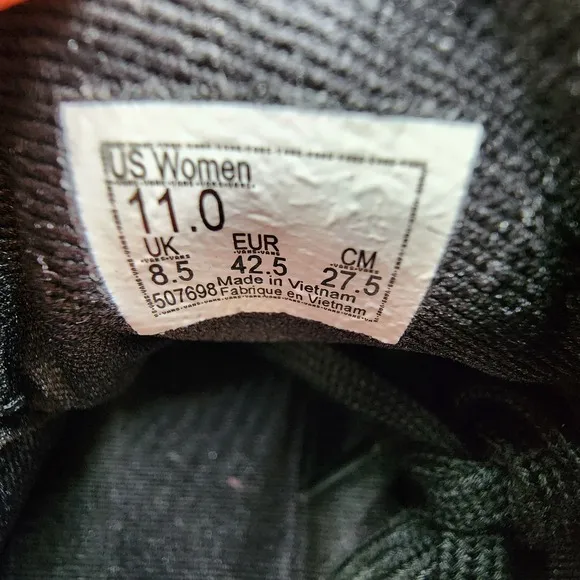 US Women
11.0
UK EUR CM
8.5 42.5 27.5
507698 Made in Vietnam
Fabrique en Vietnam